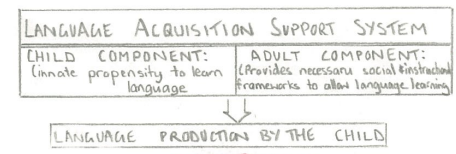 LANGUAGE ACQUISITION SUPPORT SYSTEM
CHILD COMPONENT:
(innate propensity to learn
language
ADULT COMPONENT:
(Provides necessary social & instructional
frameworks to allow language learning
LANGUAGE PRODUCTION BY THE CHILD